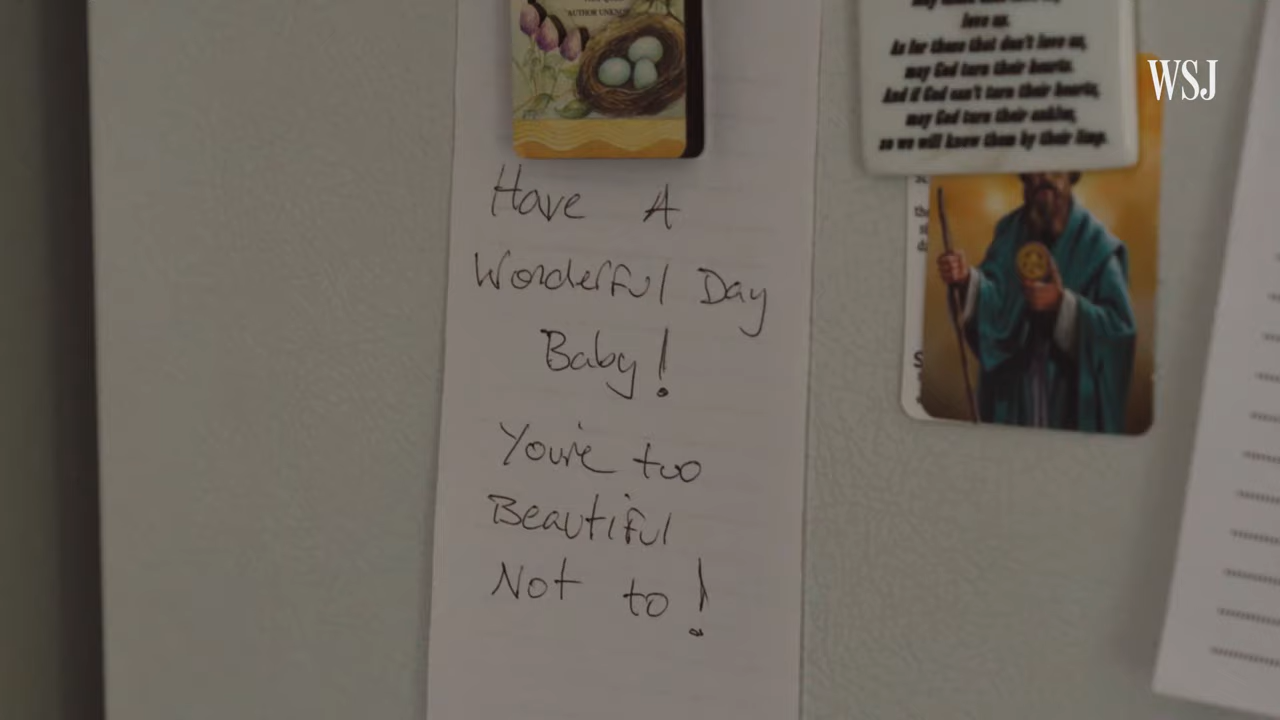 AUTHOR UNKNOWN
love us.
As for those that don't love us,
may God turn their hearts.
And if God can't turn their hearts,
may God turn their ankles,
so we will know them by their limp.
WSJ
Have A
Wonderful Day
Baby!
You're too
Beautiful
Not to!